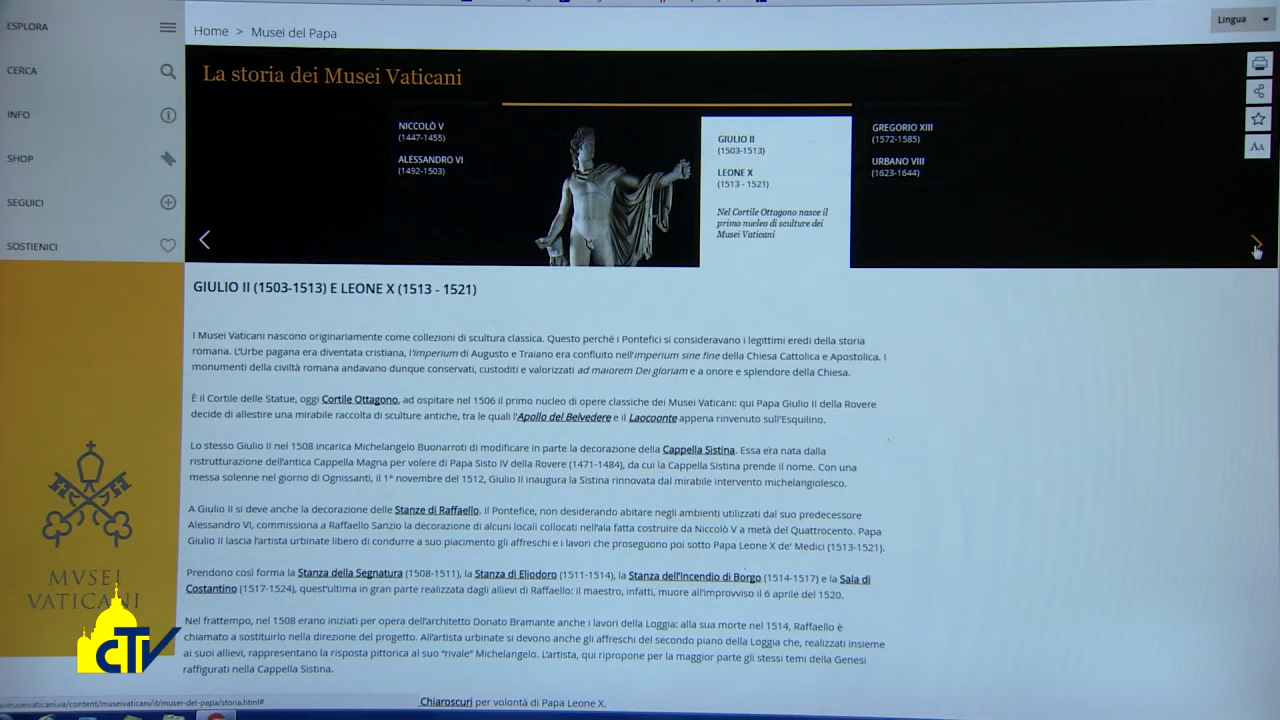 ESPLORA
CERCA
INFO
SHOP
SEGUICI
SOSTIENICI
MVSEI
VATICANI
CTV
Home > Musei del Papa
Lingua
La storia dei Musei Vaticani
NICCOLÒ V
(1447-1455)
ALESSANDRO VI
(1492-1503)
GIULIO II
(1503-1513)
LEONE X
(1513 - 1521)
Nel Cortile Ottagono nasce il
primo nucleo di sculture dei
Musei Vaticani
GREGORIO XIII
(1572-1585)
URBANO VIII
(1623-1644)
AA
GIULIO II (1503-1513) E LEONE X (1513 - 1521)
I Musei Vaticani nascono originariamente come collezioni di scultura classica. Questo perché i Pontefici si consideravano i legittimi eredi della storia
romana. L'Urbe pagana era diventata cristiana, l'imperium di Augusto e Traiano era confluito nell'imperium sine fine della Chiesa Cattolica e Apostolica. I
monumenti della civiltà romana andavano dunque conservati, custoditi e valorizzati ad maiorem Dei gloriam e a onore e splendore della Chiesa.
È il Cortile delle Statue, oggi Cortile Ottagono, ad ospitare nel 1506 il primo nucleo di opere classiche dei Musei Vaticani: qui Papa Giulio II della Rovere
decide di allestire una mirabile raccolta di sculture antiche, tra le quali l'Apollo del Belvedere e il Laocoonte appena rinvenuto sull'Esquilino.
Lo stesso Giulio II nel 1508 incarica Michelangelo Buonarroti di modificare in parte la decorazione della Cappella Sistina. Essa era nata dalla
ristrutturazione dell'antica Cappella Magna per volere di Papa Sisto IV della Rovere (1471-1484), da cui la Cappella Sistina prende il nome. Con una
messa solenne nel giorno di Ognissanti, il 1° novembre del 1512, Giulio II inaugura la Sistina rinnovata dal mirabile intervento michelangiolesco.
A Giulio II si deve anche la decorazione delle Stanze di Raffaello. Il Pontefice, non desiderando abitare negli ambienti utilizzati dal suo predecessore
Alessandro VI, commissiona a Raffaello Sanzio la decorazione di alcuni locali collocati nell'ala fatta costruire da Niccolò V a metà del Quattrocento. Papa
Giulio II lascia l'artista urbinate libero di condurre a suo piacimento gli affreschi e i lavori che proseguono poi sotto Papa Leone X de' Medici (1513-1521).
Prendono così forma la Stanza della Segnatura (1508-1511), la Stanza di Eliodoro (1511-1514), la Stanza dell'Incendio di Borgo (1514-1517) e la Sala di
Costantino (1517-1524), quest'ultima in gran parte realizzata dagli allievi di Raffaello: il maestro, infatti, muore all'improvviso il 6 aprile del 1520.
Nel frattempo, nel 1508 erano iniziati per opera dell'architetto Donato Bramante anche i lavori della Loggia: alla sua morte nel 1514, Raffaello è
chiamato a sostituirlo nella direzione del progetto. All'artista urbinate si devono anche gli affreschi del secondo piano della Loggia che, realizzati insieme
ai suoi allievi, rappresentano la risposta pittorica al suo "rivale" Michelangelo. L'artista, qui ripropone per la maggior parte gli stessi temi della Genesi
raffigurati nella Cappella Sistina.
Chiaroscuri per volontà di Papa Leone X.
.museivaticani.va/content/museivaticani/it/musei-del-papa/storia.html#